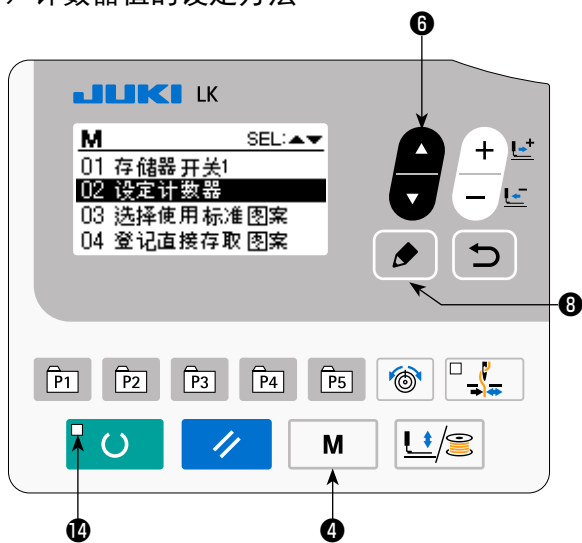 计数器值的设定方法
❻
JUKI LK
M SEL:▲▼
01 存储器开关1
02 设定计数器
03 选择使用标准图案
04 登记直接存取图案
❽
P1 P2 P3 P4 P5
M
⓮ ❹